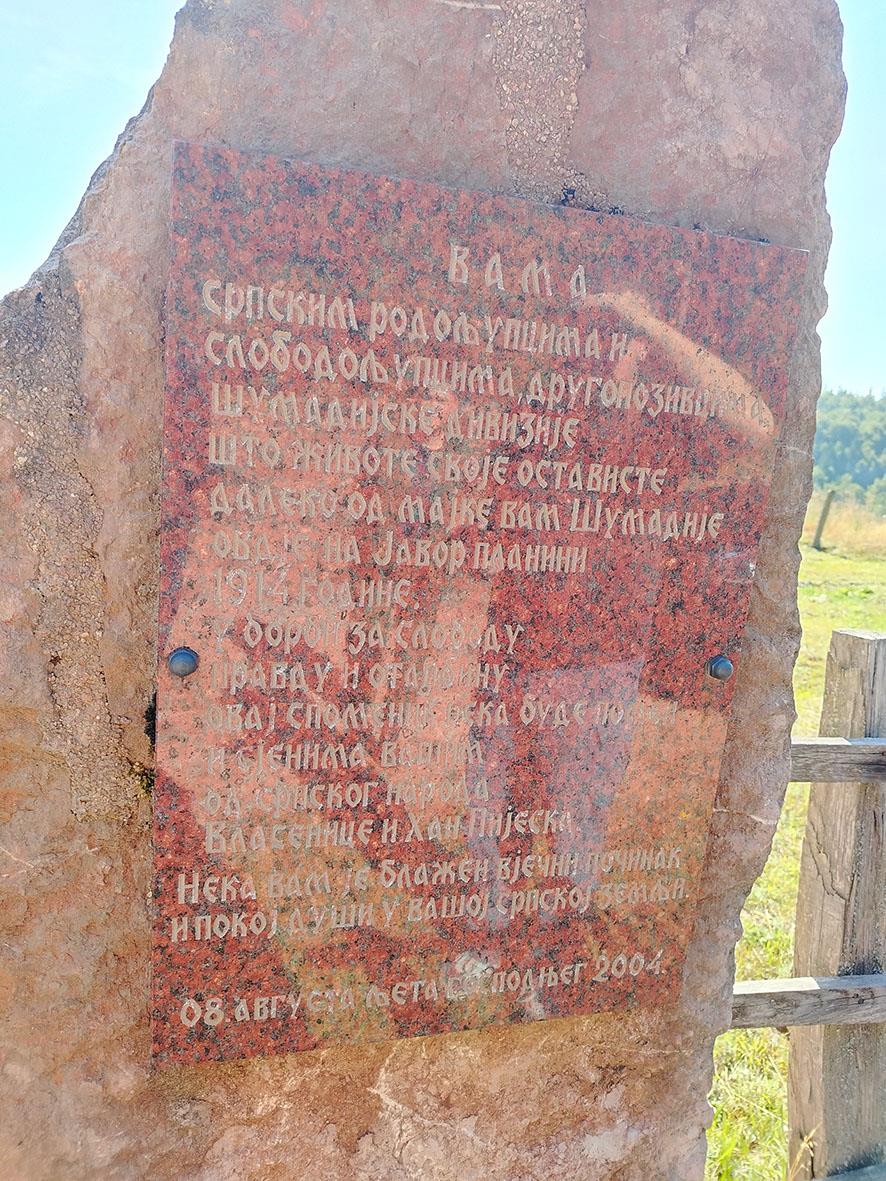 ВАМА
СРПСКИМ РОДОЉУПЦИМА И
СЛОБОДОЉУПЦИМА, ДРУГОПОЗИВЦИМА
ШУМАДИЈСКЕ ДИВИЗИЈЕ
ШТО ЖИВОТЕ СВОЈЕ ОСТАВИСТЕ
ДАЛЕКО ОД МАЈКЕ ВАМ ШУМАДИЈЕ
ОВДЈЕ НА ЈАВОР ПЛАНИНИ
1914. ГОДИНЕ.
У БОРБИ ЗА СЛОБОДУ
ПРАВДУ И ОТАЏБИНУ
ОВАЈ СПОМЕНИК НЕКА БУДЕ
И СЈЕНИМА ВАШИМ
ОД СРПСКОГ НАРОДА
ВЛАСЕНИЦЕ И ХАН ПИЈЕСКА.
НЕКА ВАМ ЈЕ БЛАЖЕН ВЈЕЧНИ ПОЧИНАК
И ПОКОЈ ДУШИ У ВАШОЈ СРПСКОЈ ЗЕМЉИ.
08. АВГУСТА ЉЕТА ГОСПОДЊЕГ 2004.